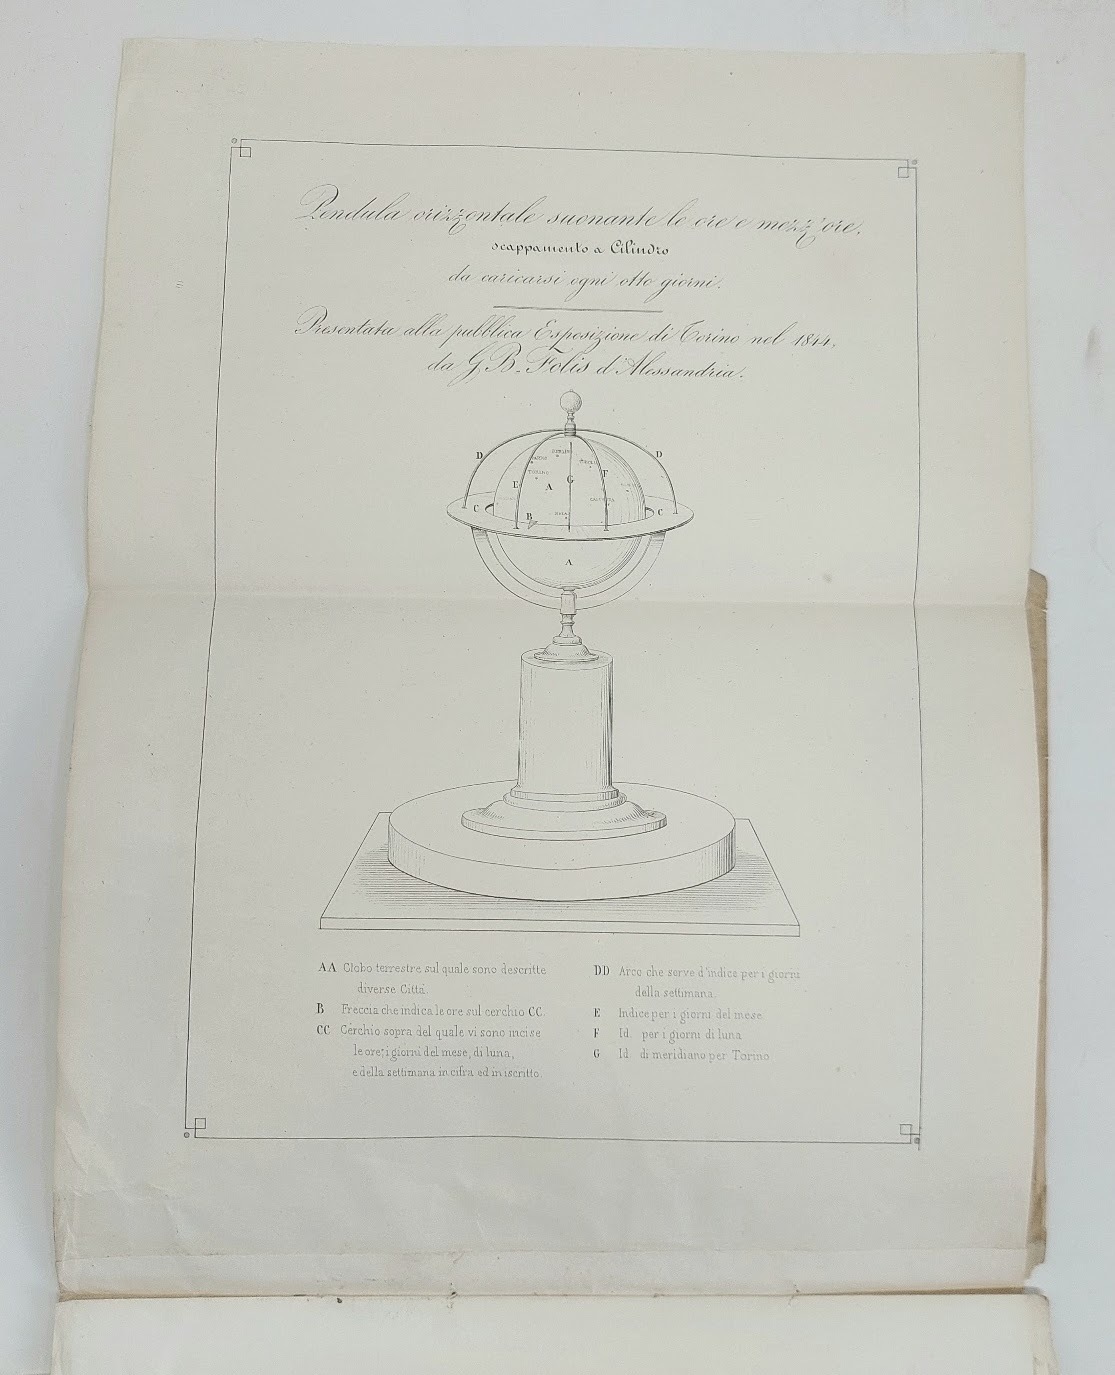 Pendula orizzontale suonante le ore e mezz'ore,
scappamento a Cilindro
da caricarsi ogni otto giorni.
Presentata alla pubblica Esposizione di Torino nel 1844,
da G. B. Folis d'Alessandria.
D D
TORINO
E A G F
C B C
A
AA Globo terrestre sul quale sono descritte
diverse Città.
B Freccia che indica le ore sul cerchio CC.
CC Cerchio sopra del quale vi sono incise
le ore, i giorni del mese, di luna,
e della settimana in cifra ed in iscritto.
DD Arco che serve d'indice per i giorni
della settimana.
E Indice per i giorni del mese
F Id. per i giorni di luna
G Id. di meridiano per Torino